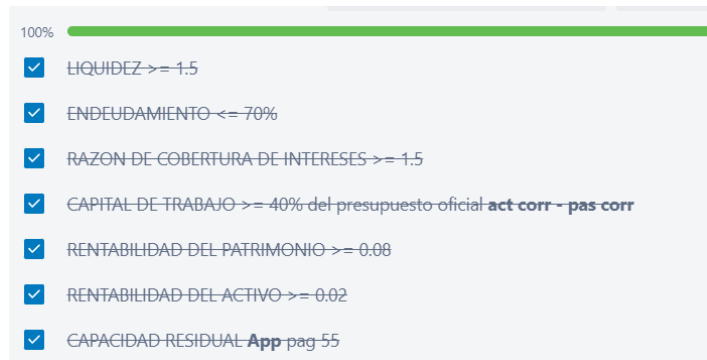 100%
LIQUIDEZ >= 1.5
ENDEUDAMIENTO <= 70%
RAZON DE COBERTURA DE INTERESES >= 1.5
CAPITAL DE TRABAJO >= 40% del presupuesto oficial act corr - pas corr
RENTABILIDAD DEL PATRIMONIO >= 0.08
RENTABILIDAD DEL ACTIVO >= 0.02
CAPACIDAD RESIDUAL App pag 55